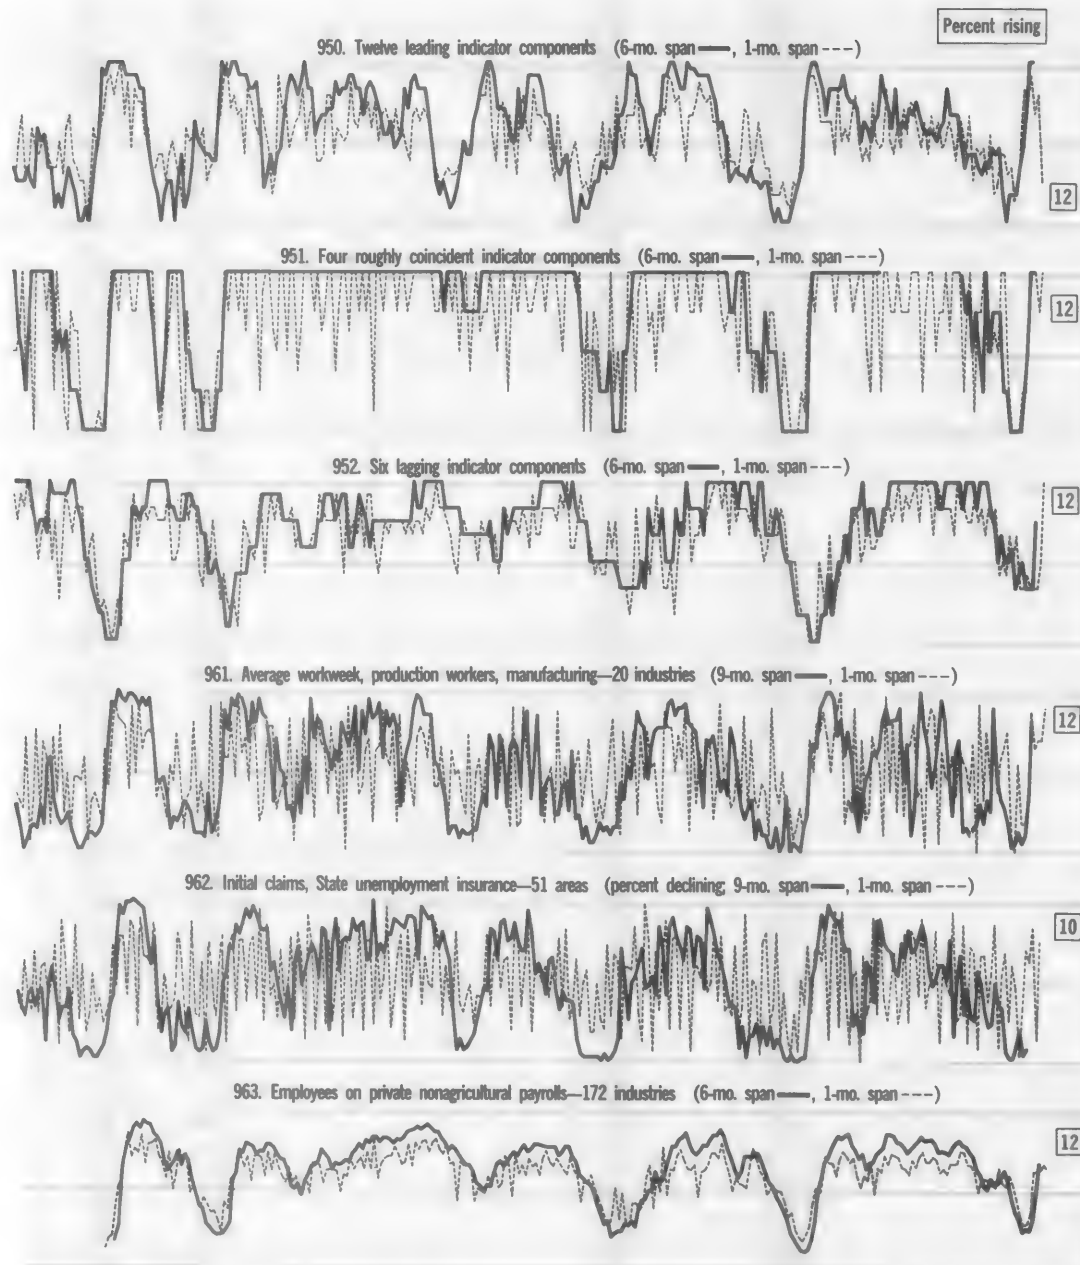 Percent rising
950. Twelve leading indicator components (6-mo. span ——, 1-mo. span ---)
12
951. Four roughly coincident indicator components (6-mo. span ——, 1-mo. span ---)
12
952. Six lagging indicator components (6-mo. span ——, 1-mo. span ---)
12
961. Average workweek, production workers, manufacturing—20 industries (9-mo. span ——, 1-mo. span ---)
12
962. Initial claims, State unemployment insurance—51 areas (percent declining; 9-mo. span ——, 1-mo. span ---)
10
963. Employees on private nonagricultural payrolls—172 industries (6-mo. span ——, 1-mo. span ---)
12